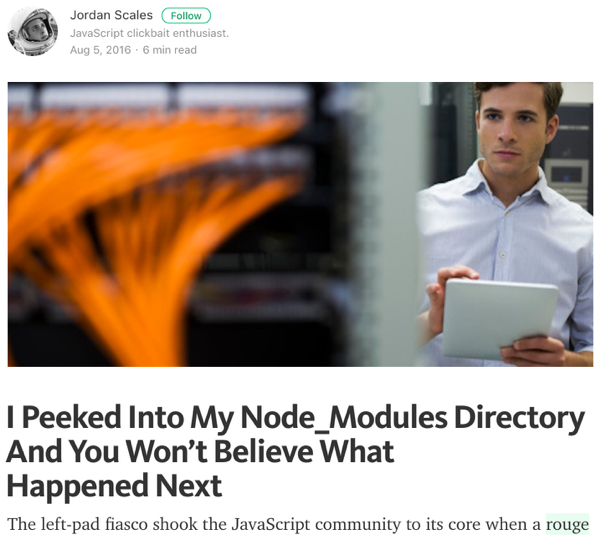 Jordan Scales Follow
JavaScript clickbait enthusiast.
Aug 5, 2016 · 6 min read
I Peeked Into My Node_Modules Directory
And You Won’t Believe What
Happened Next
The left-pad fiasco shook the JavaScript community to its core when a rouge